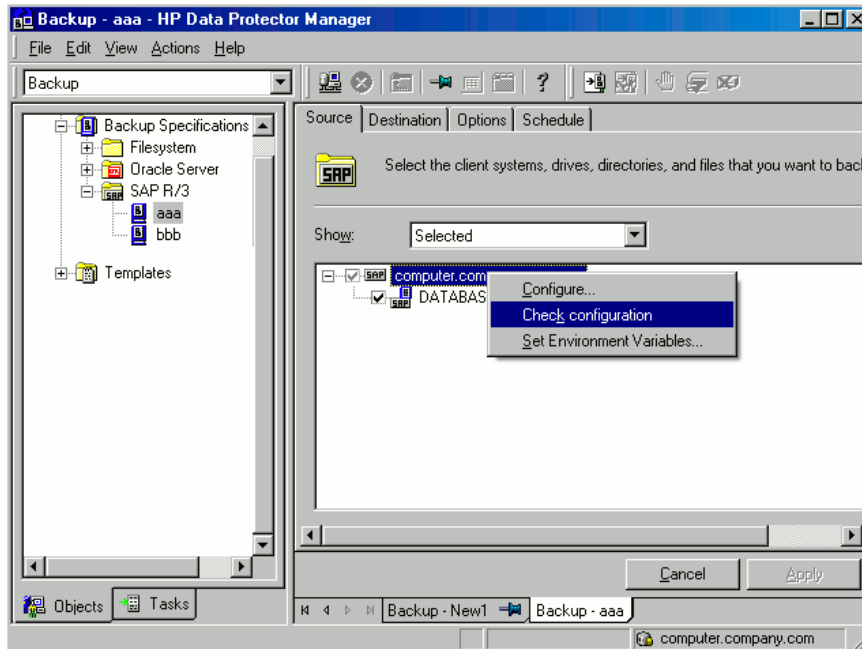 Backup - aaa - HP Data Protector Manager
File Edit View Actions Help
Backup
Backup Specifications
Filesystem
Oracle Server
SAP R/3
aaa
bbb
Templates
Source Destination Options Schedule
SAP
Select the client systems, drives, directories, and files that you want to bac
Show: Selected
SAP computer.com
SAP DATABAS
Configure...
Check configuration
Set Environment Variables...
Cancel Apply
Objects Tasks
Backup - New1 Backup - aaa
computer.company.com